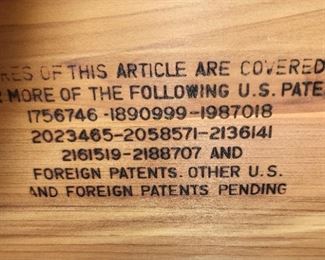 RES OF THIS ARTICLE ARE COVERED
R MORE OF THE FOLLOWING U.S. PATE
1756746-1890999-1987018
2023465-2058571-2136141
2161519-2188707 AND
FOREIGN PATENTS. OTHER U.S.
AND FOREIGN PATENTS PENDING